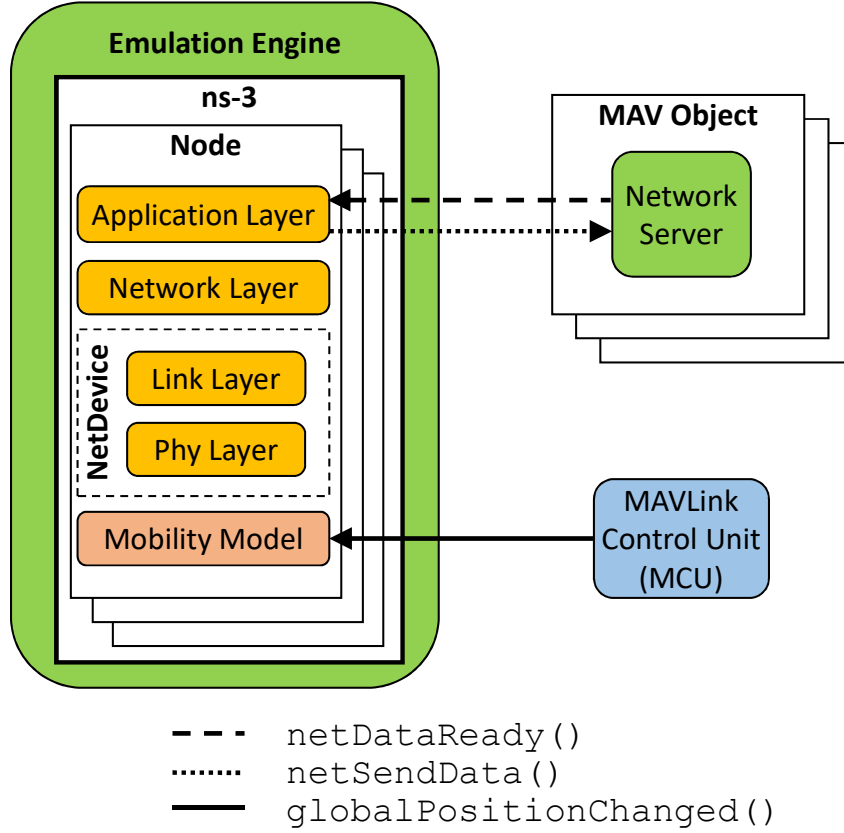 Emulation Engine
ns-3
Node
Application Layer
Network Layer
NetDevice
Link Layer
Phy Layer
Mobility Model
MAV Object
Network
Server
MAVLink
Control Unit
(MCU)
netDataReady()
netSendData()
globalPositionChanged()